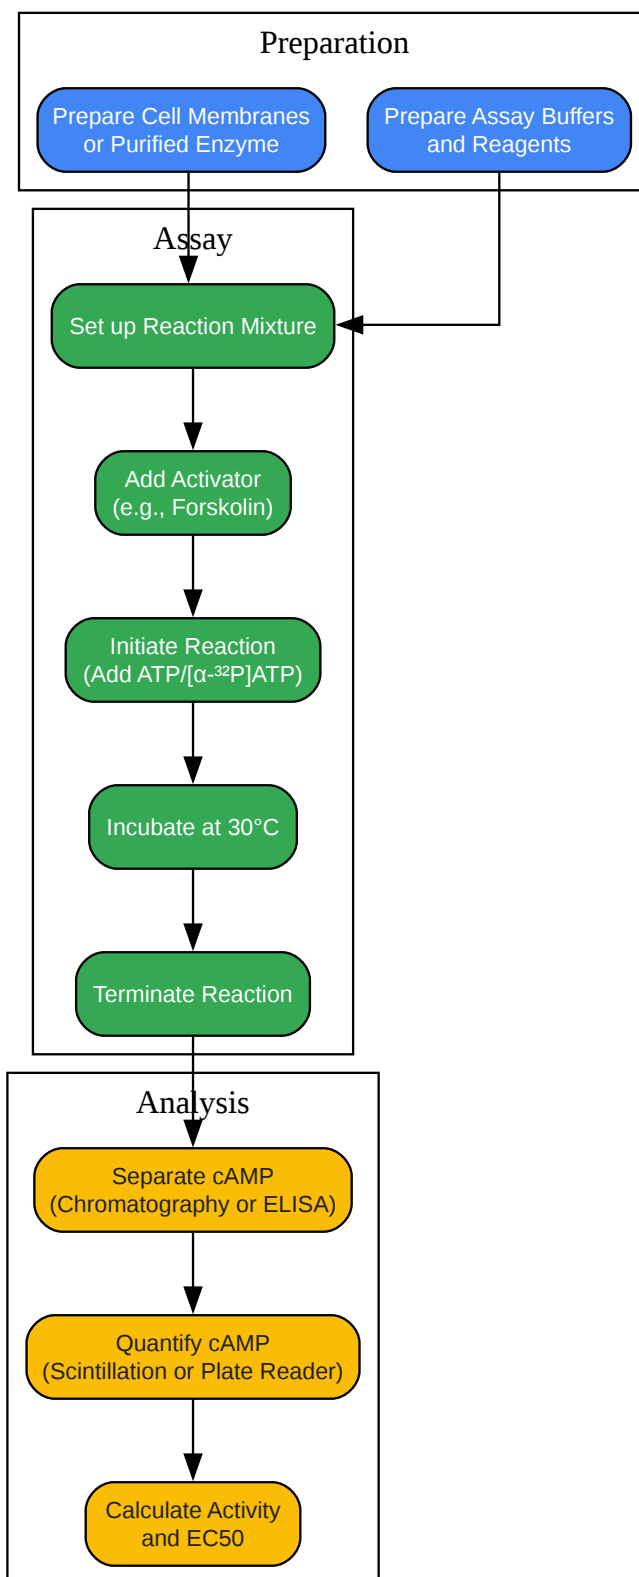 Preparation
Prepare Cell Membranes
or Purified Enzyme
Prepare Assay Buffers
and Reagents
Assay
Set up Reaction Mixture
Add Activator
(e.g., Forskolin)
Initiate Reaction
(Add ATP/[α-³²P]ATP)
Incubate at 30°C
Terminate Reaction
Analysis
Separate cAMP
(Chromatography or ELISA)
Quantify cAMP
(Scintillation or Plate Reader)
Calculate Activity
and EC50